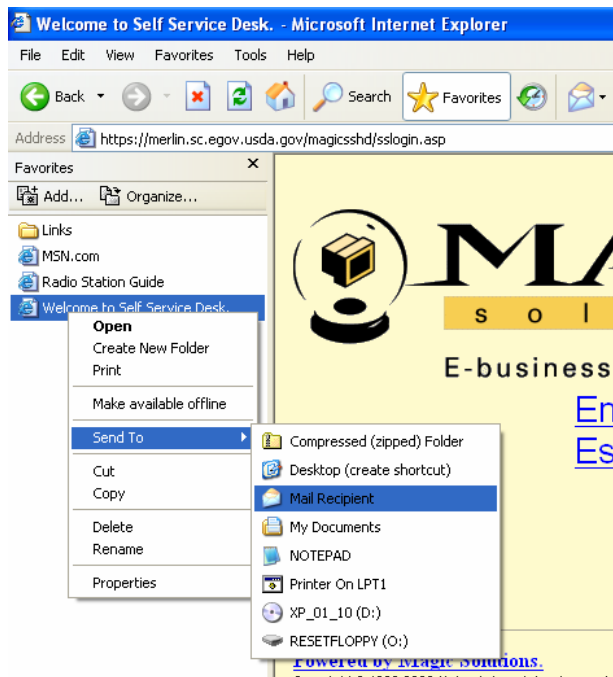 Welcome to Self Service Desk. - Microsoft Internet Explorer
File Edit View Favorites Tools Help
Back Search Favorites
Address https://merlin.sc.egov.usda.gov/magicsshd/sslogin.asp
Favorites x
Add... Organize...
Links
MSN.com
Radio Station Guide
Welcome to Self Service Desk.
Open
Create New Folder
Print
Make available offline
Send To
Cut
Copy
Delete
Rename
Properties
Compressed (zipped) Folder
Desktop (create shortcut)
Mail Recipient
My Documents
NOTEPAD
Printer On LPT1
XP_01_10 (D:)
RESETFLOPPY (O:)
MA
s o l
E-business
En
Es
Powered by Magic Solutions.